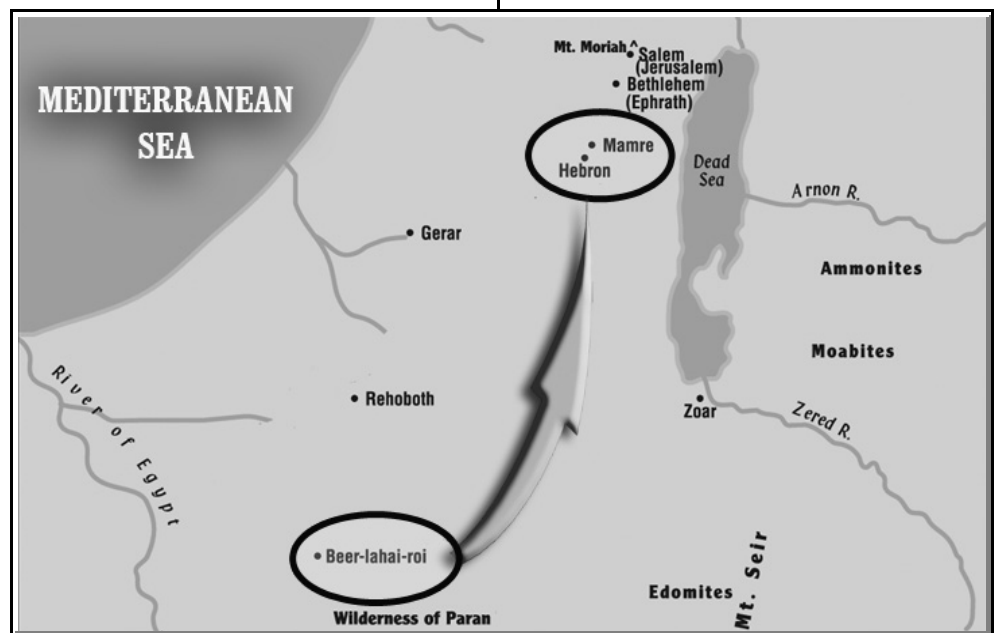 Mt. Moriah ^
Salem
(Jerusalem)
Bethlehem
(Ephrath)
MEDITERRANEAN
SEA
Mamre
Hebron
Dead
Sea
Arnon R.
Gerar
Ammonites
Moabites
River of Egypt
Rehoboth
Zoar
Zered R.
Beer-lahai-roi
Edomites
Mt. Seir
Wilderness of Paran